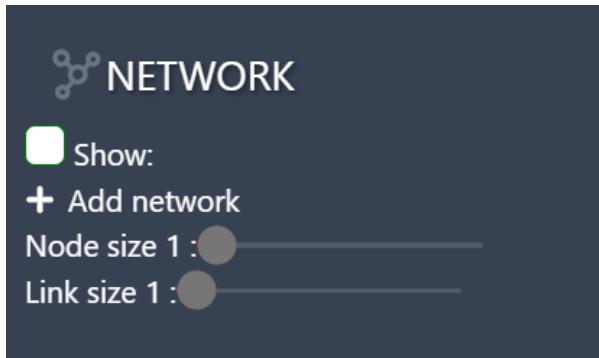 NETWORK
Show:
+ Add network
Node size 1 :
Link size 1 :